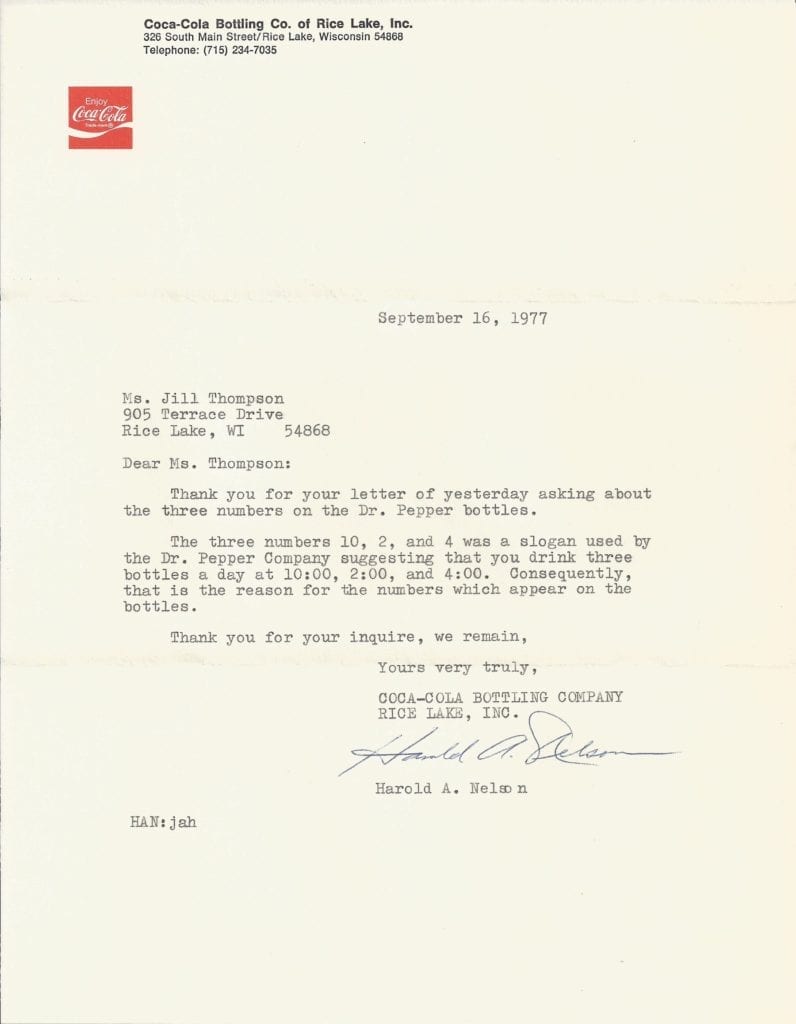 Coca-Cola Bottling Co. of Rice Lake, Inc.
326 South Main Street/Rice Lake, Wisconsin 54868
Telephone: (715) 234-7035
Enjoy
Coca-Cola
Trade-mark®
September 16, 1977
Ms. Jill Thompson
905 Terrace Drive
Rice Lake, WI 54868
Dear Ms. Thompson:
Thank you for your letter of yesterday asking about
the three numbers on the Dr. Pepper bottles.
The three numbers 10, 2, and 4 was a slogan used by
the Dr. Pepper Company suggesting that you drink three
bottles a day at 10:00, 2:00, and 4:00. Consequently,
that is the reason for the numbers which appear on the
bottles.
Thank you for your inquire, we remain,
Yours very truly,
COCA-COLA BOTTLING COMPANY
RICE LAKE, INC.
Harold A. Nelson
Harold A. Nelson
HAN:jah